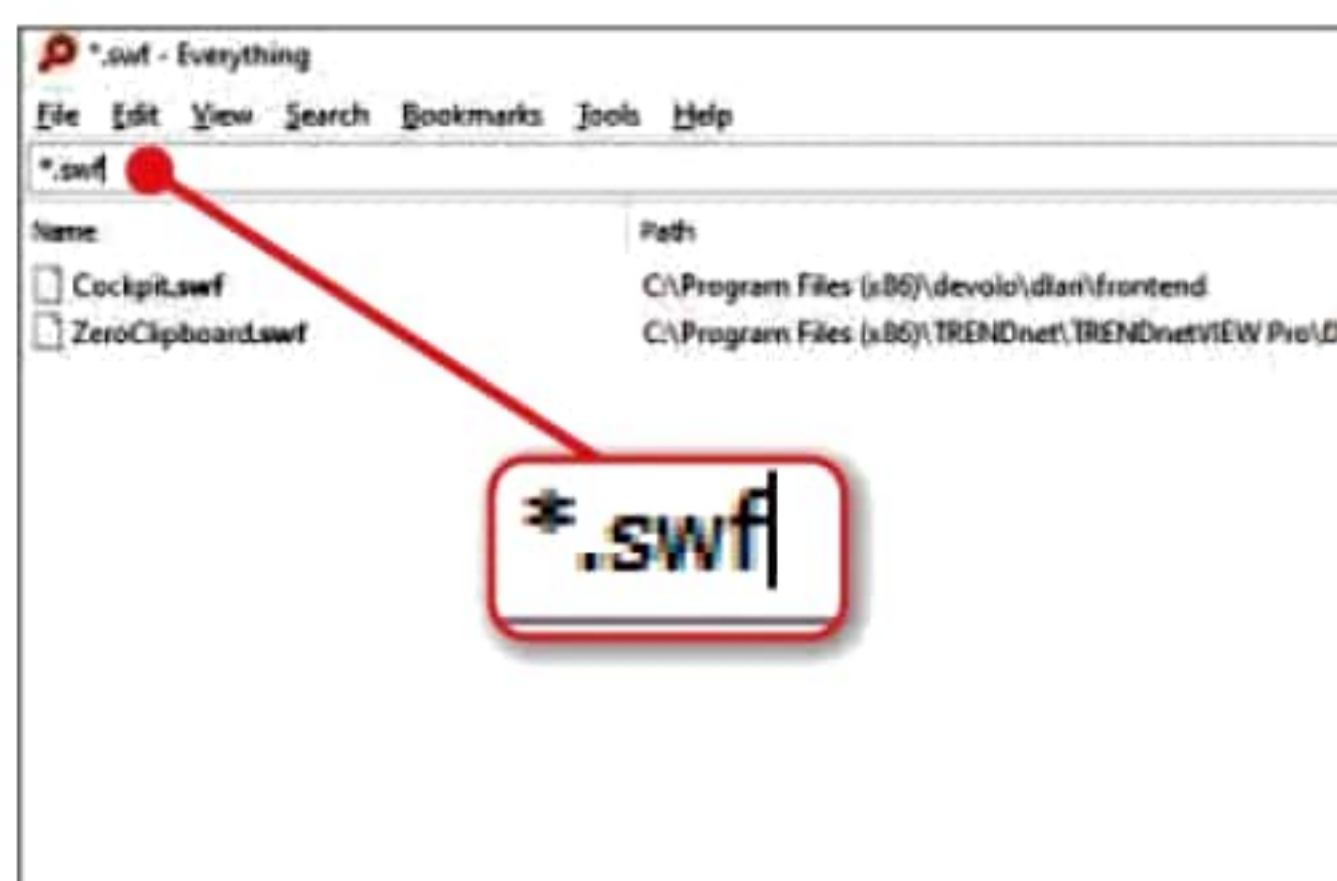 *.swf - Everything
File Edit View Search Bookmarks Tools Help
*.swf
Name Path
Cockpit.swf C:\Program Files (x86)\devolo\dlan\frontend
ZeroClipboard.swf C:\Program Files (x86)\TRENDnet\TRENDnetVIEW Pro\
*.swf